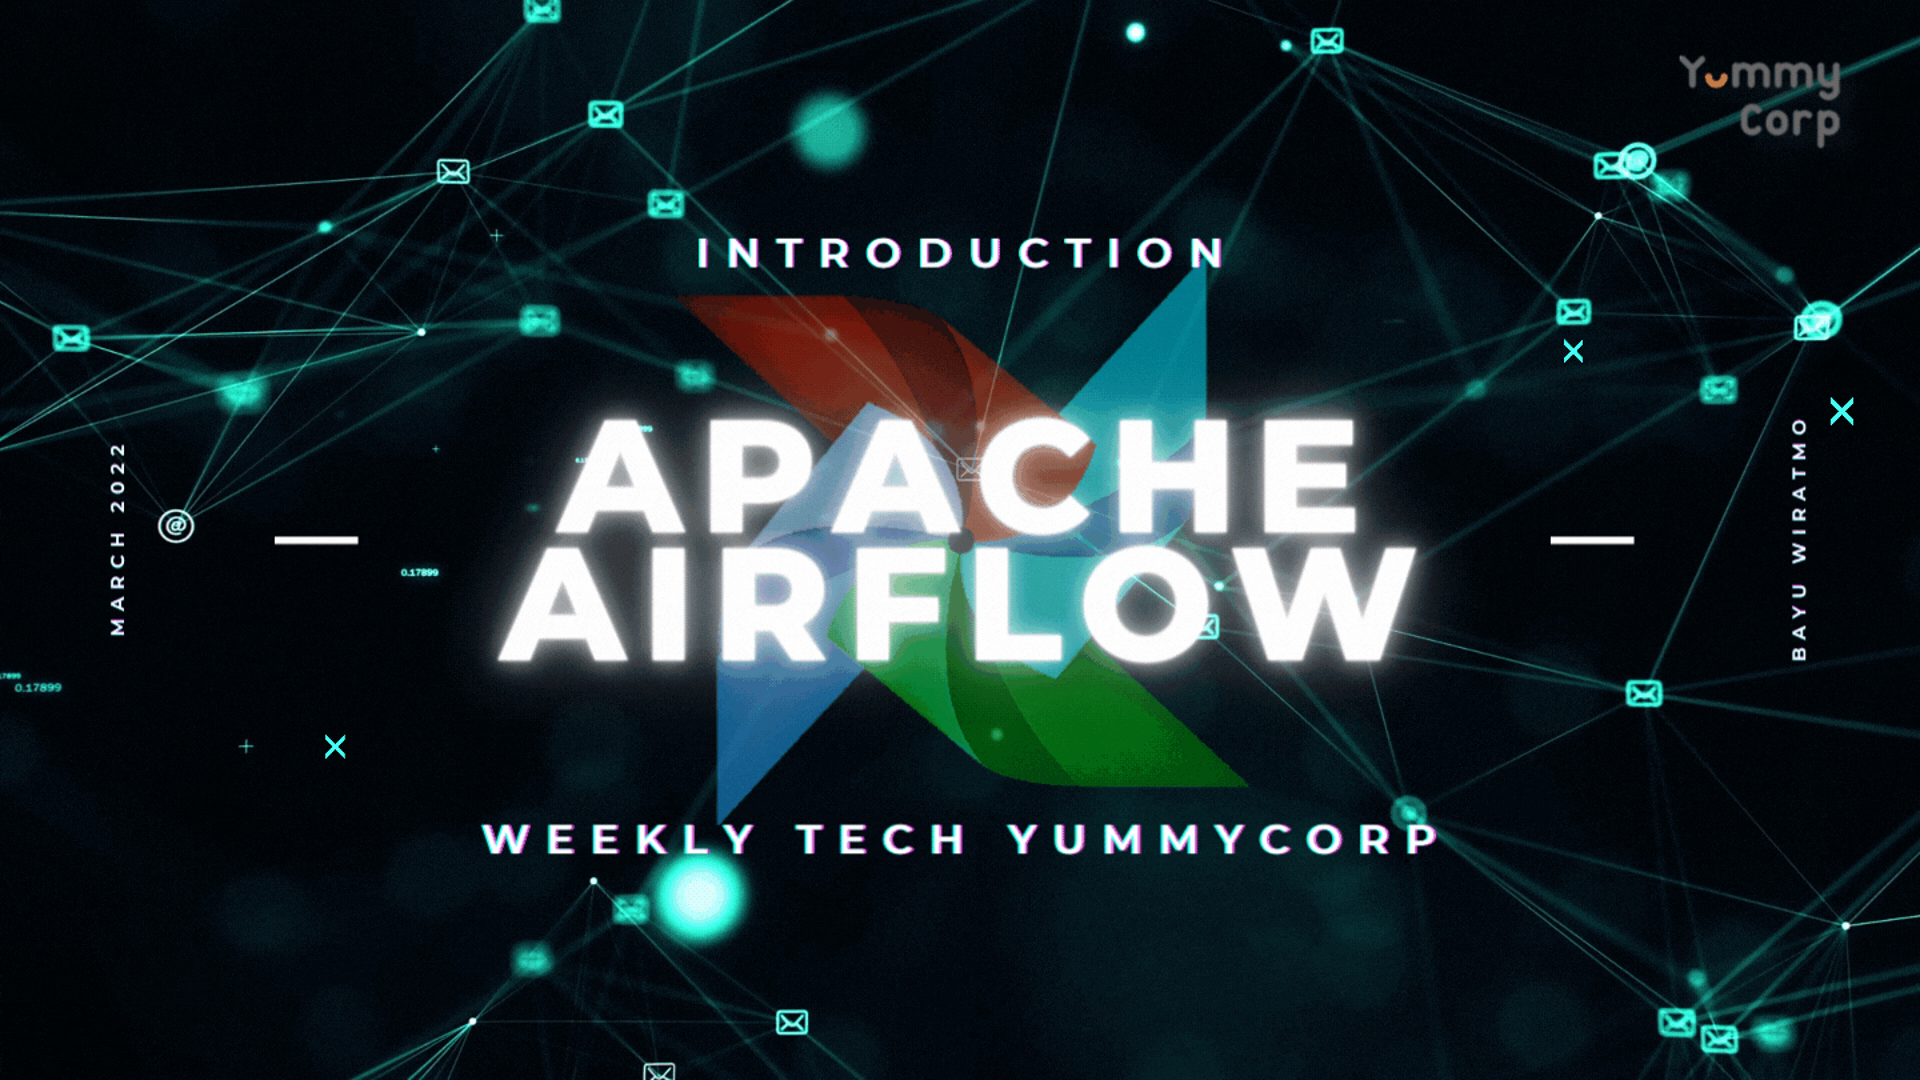 Yummy
Corp
INTRODUCTION
APACHE
AIRFLOW
MARCH 2022
BAYU WIRATMO
@
0.17899
0.17899
WEEKLY TECH YUMMYCORP